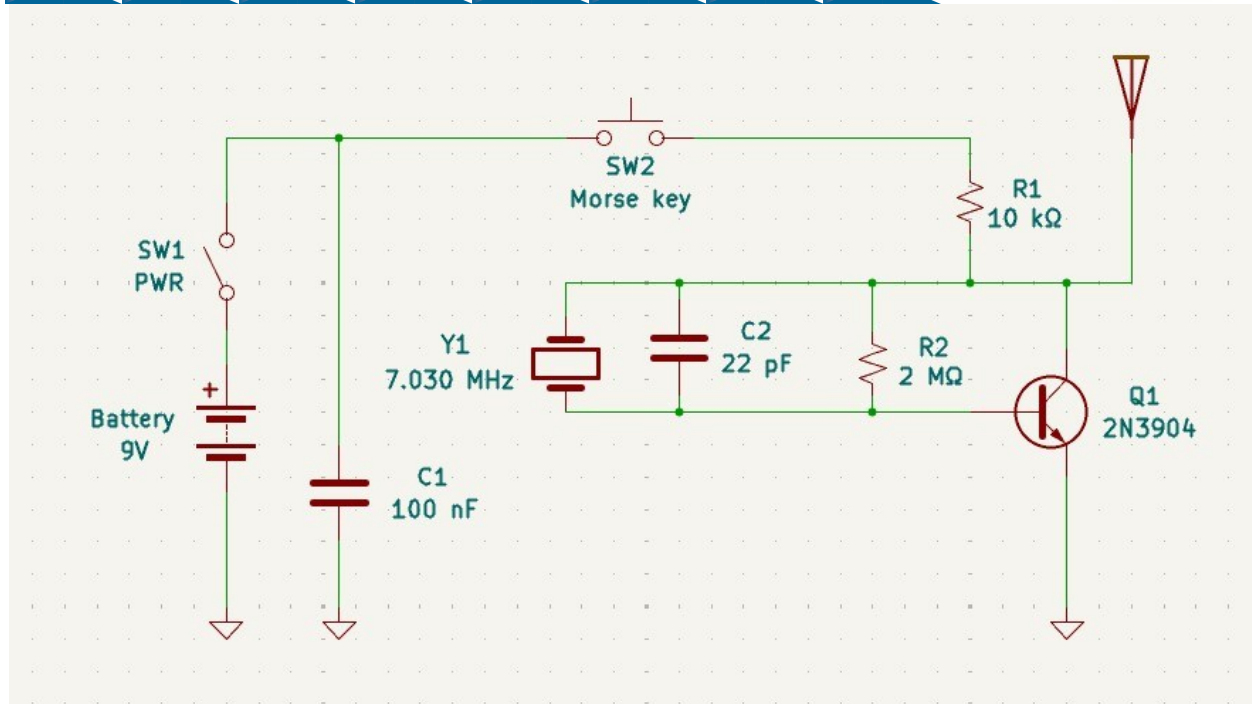 SW2
Morse key
R1
10 kΩ
SW1
PWR
Y1
7.030 MHz
C2
22 pF
R2
2 MΩ
+
Battery
9V
Q1
2N3904
C1
100 nF